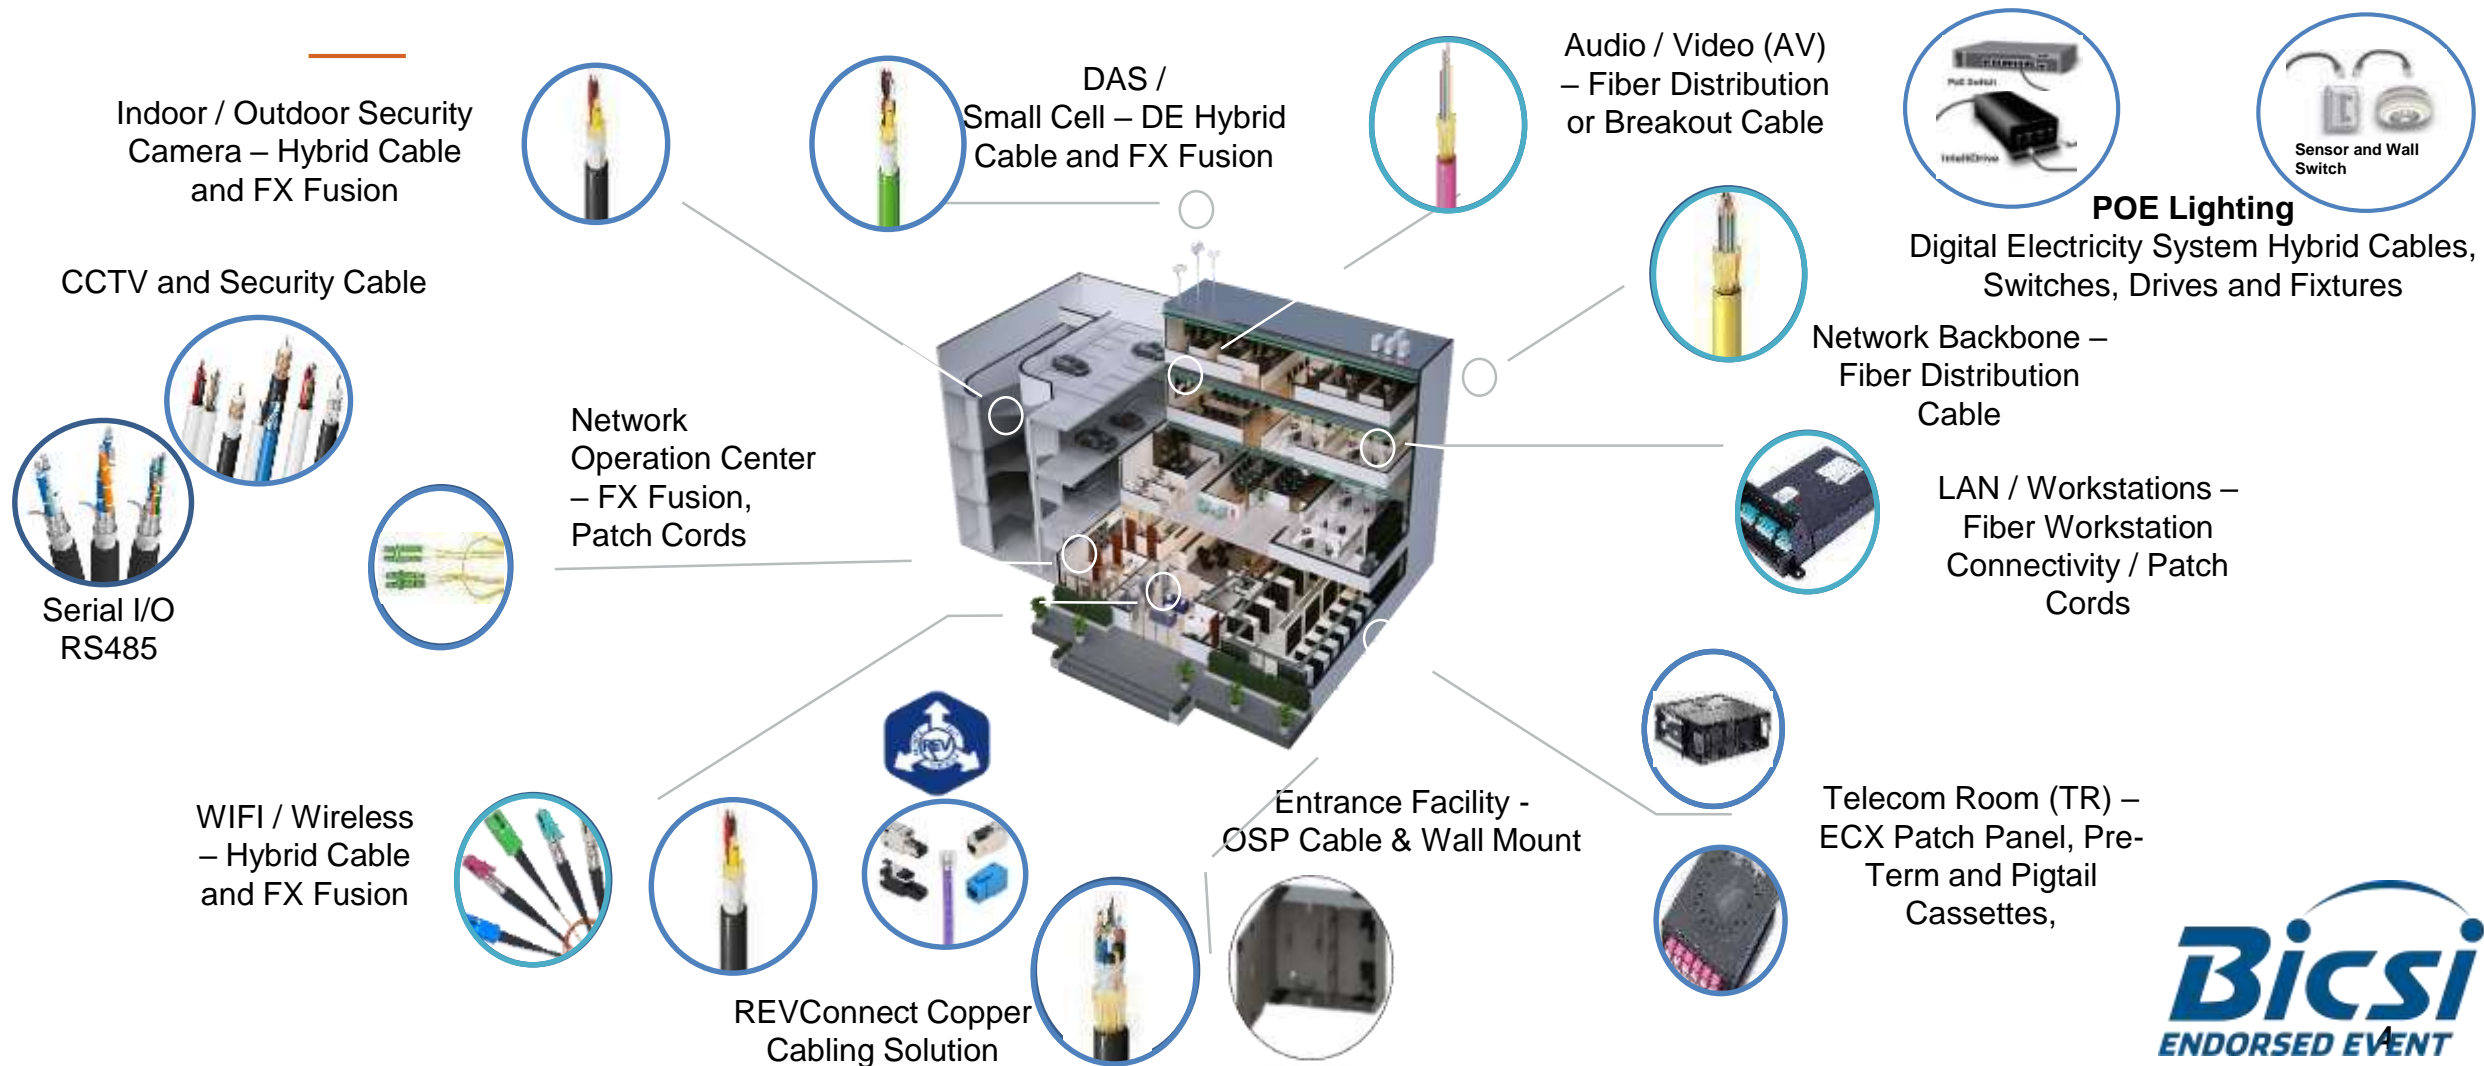 Indoor / Outdoor Security
Camera – Hybrid Cable
and FX Fusion
DAS /
Small Cell – DE Hybrid
Cable and FX Fusion
Audio / Video (AV)
– Fiber Distribution
or Breakout Cable
PoE Switch
IntelliDrive
Sensor and Wall
Switch
POE Lighting
Digital Electricity System Hybrid Cables,
Switches, Drives and Fixtures
CCTV and Security Cable
Network Backbone –
Fiber Distribution
Cable
Network
Operation Center
– FX Fusion,
Patch Cords
LAN / Workstations –
Fiber Workstation
Connectivity / Patch
Cords
Serial I/O
RS485
REV
WIFI / Wireless
– Hybrid Cable
and FX Fusion
Entrance Facility -
OSP Cable & Wall Mount
Telecom Room (TR) –
ECX Patch Panel, Pre-
Term and Pigtail
Cassettes,
REVConnect Copper
Cabling Solution
Bicsi
ENDORSED EVENT
4